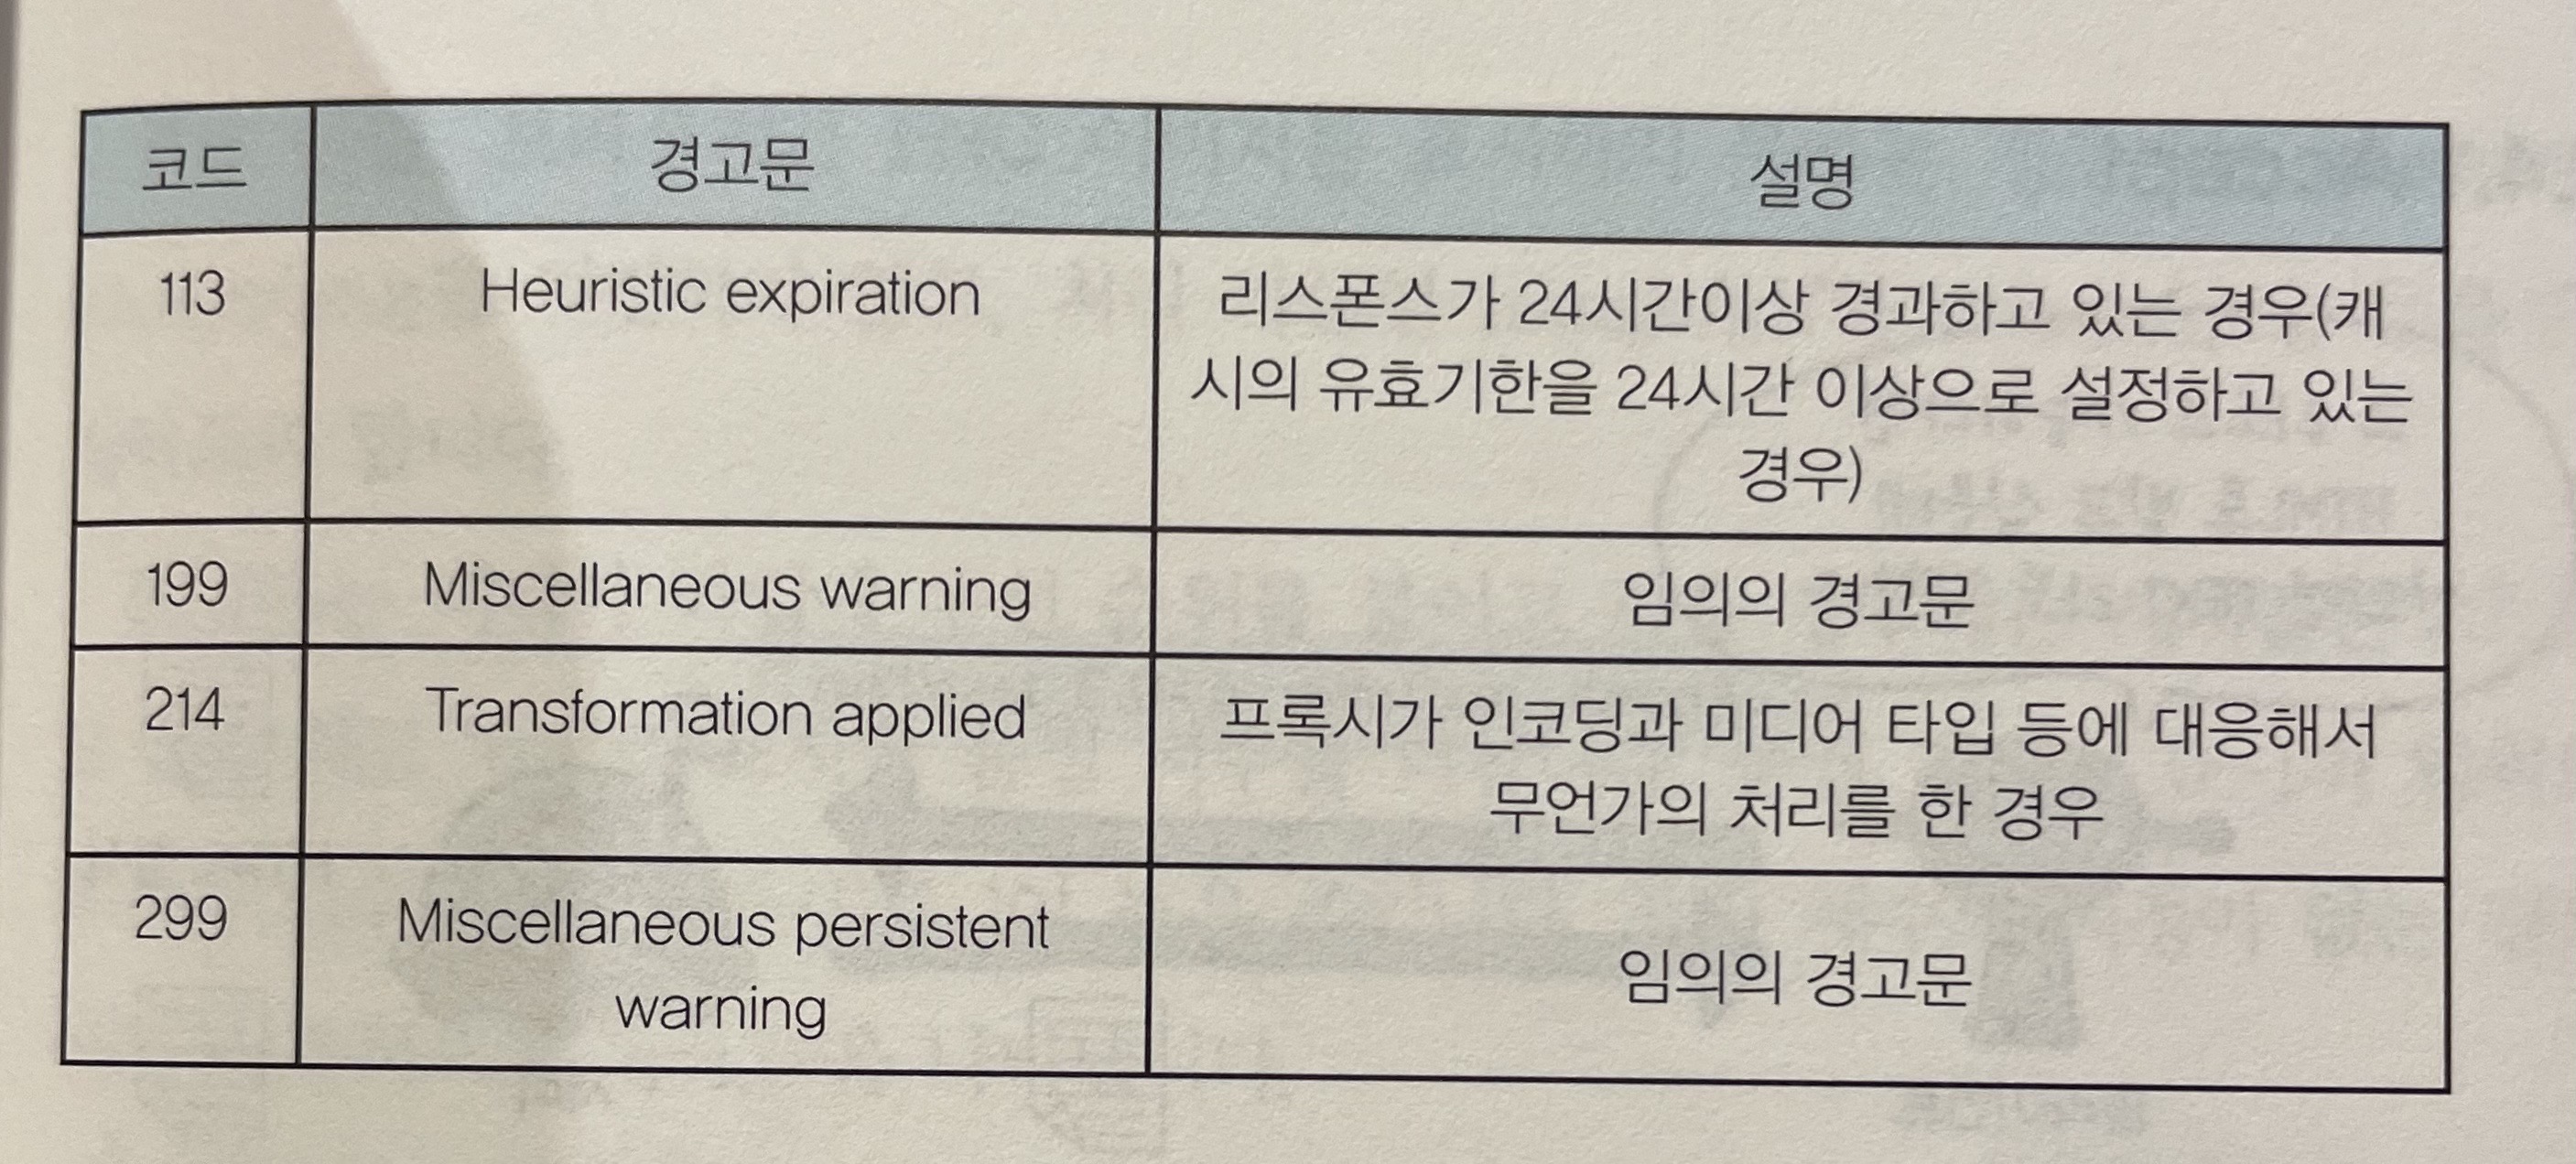 코드 경고문 설명
113 Heuristic expiration 리스폰스가 24시간이상 경과하고 있는 경우(캐
시의 유효기한을 24시간 이상으로 설정하고 있는
경우)
199 Miscellaneous warning 임의의 경고문
214 Transformation applied 프록시가 인코딩과 미디어 타입 등에 대응해서
무언가의 처리를 한 경우
299 Miscellaneous persistent
warning
임의의 경고문